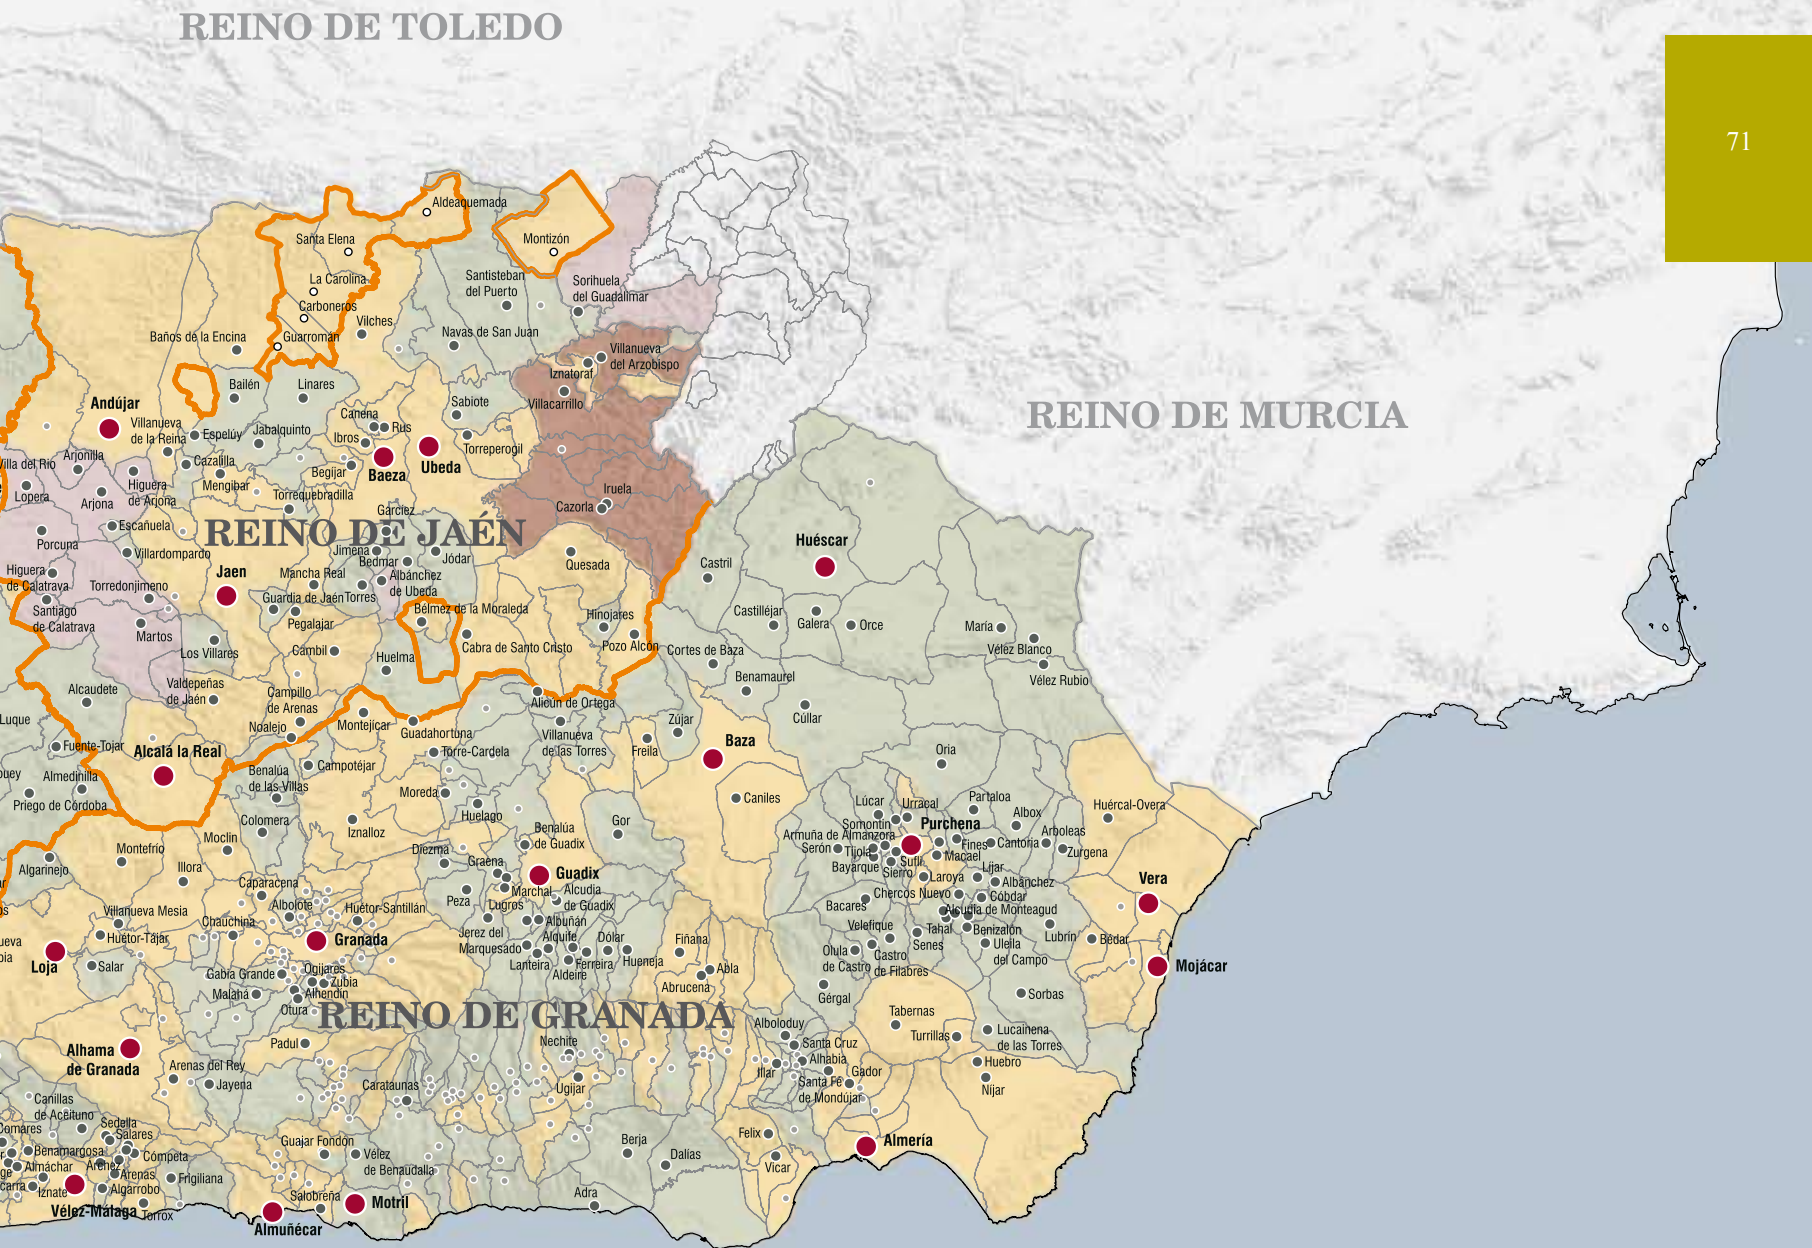 REINO DE TOLEDO
71
Aldeaquemada
Santa Elena
Montizón
La Carolina
Santisteban
del Puerto
Sorihuela
del Guadalimar
Carboneros
Vilches
Baños de la Encina
Guarromán
Navas de San Juan
Villanueva
del Arzobispo
Iznatoraf
Bailén
Linares
Villacarrillo
Sabiote
REINO DE MURCIA
Andújar
Villanueva
de la Reina
Espelúy
Jabalquinto
Canena
Rus
Ibros
Torreperogil
Villa del Río
Arjonilla
Cazalilla
Mengíbar
Begíjar
Baeza
Ubeda
Lopera
Arjona
Higuera
de Arjona
Torrequebradilla
Iruela
Cazorla
Garcíez
Escañuela
REINO DE JAÉN
Porcuna
Villardompardo
Jimena
Bedmar
Jódar
Quesada
Huéscar
Castril
Higuera
de Calatrava
Torredonjimeno
Jaen
Mancha Real
Albánchez
de Ubeda
Guardia de Jaén
Torres
Santiago
de Calatrava
Pegalajar
Bélmez de la Moraleda
Hinojares
Castilléjar
Galera
Orce
María
Martos
Los Villares
Cambil
Huelma
Cabra de Santo Cristo
Pozo Alcón
Cortes de Baza
Vélez Blanco
Vélez Rubio
Alcaudete
Valdepeñas
de Jaén
Campillo
de Arenas
Benamaurel
Luque
Noalejo
Montejícar
Guadahortuna
Alicún de Ortega
Zújar
Cúllar
Fuente-Tojar
Alcalá la Real
Torre-Cardela
Villanueva
de las Torres
Freila
Baza
Oria
Almedinilla
Priego de Córdoba
Benalúa
de las Villas
Campotéjar
Moreda
Huelago
Caniles
Lúcar
Urracal
Partaloa
Huércal-Overa
Colomera
Iznalloz
Gor
Somontín
Purchena
Albox
Arboleas
Moclin
Benalúa
de Guadix
Armuña de Almanzora
Serón
Tíjola
Fines
Cantoria
Zurgena
Algarinejo
Montefrío
Diezma
Macael
Bayarque
Suflí
Sierro
Illora
Graena
Guadix
Laroya
Líjar
Albánchez
Vera
Caparacena
Marchal
Alcudia
de Guadix
Chercos Nuevo
Cóbdar
Villanueva Mesia
Albolote
Huétor-Santillán
Peza
Lugros
Bacares
Alcudia de Monteagud
Chauchina
Albuñán
Velefique
Tahal
Benizalón
Lubrín
Bédar
Huétor-Tájar
Granada
Jerez del
Marquesado
Alquife
Dólar
Fiñana
Senes
Uleila
del Campo
Loja
Salar
Lanteira
Ferreira
Hueneja
Olula
de Castro
Castro
de Filabres
Mojácar
Gabia Grande
Ogijares
Zubia
Aldeire
Abla
Abrucena
Malahá
Alhendín
Otura
Gérgal
Sorbas
REINO DE GRANADA
Tabernas
Alboloduy
Turrillas
Lucainena
de las Torres
Padul
Nechite
Santa Cruz
Alhama
de Granada
Alhabia
Huebro
Arenas del Rey
Jayena
Illar
Gador
Níjar
Carataunas
Ugijar
Santa Fé
de Mondújar
Canillas
de Aceituno
Sedella
Salares
Comares
Guajar Fondón
Felix
Almería
Benamargosa
Cómpeta
Vélez
de Benaudalla
Berja
Dalías
Vicar
Almáchar
Arenas
Frigiliana
Iznate
Algarrobo
Salobreña
Adra
Vélez-Málaga
Torrox
Motril
Almuñécar